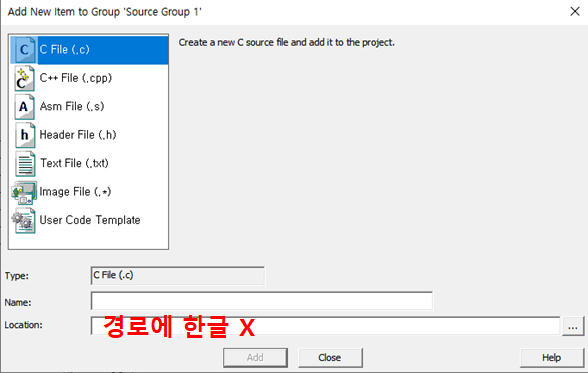 Add New Item to Group 'Source Group 1'
C File (.c)
Create a new C source file and add it to the project.
C++ File (.cpp)
Asm File (.s)
Header File (.h)
Text File (.txt)
Image File (.*)
User Code Template
Type:
C File (.c)
Name:
Location:
경로에 한글 X
...
Add
Close
Help